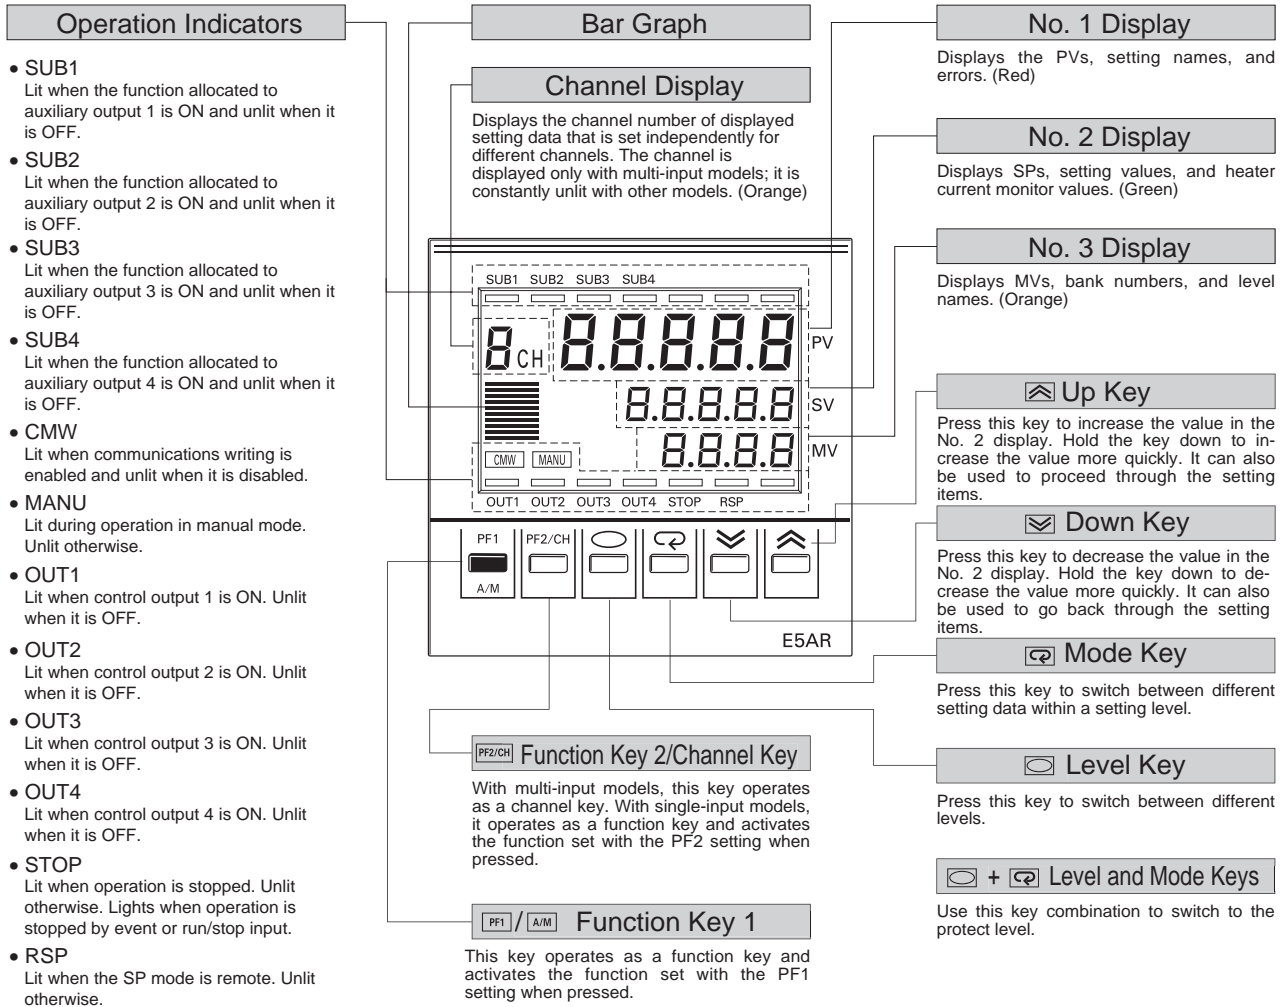 Operation Indicators
• SUB1
Lit when the function allocated to
auxiliary output 1 is ON and unlit when it
is OFF.
• SUB2
Lit when the function allocated to
auxiliary output 2 is ON and unlit when it
is OFF.
• SUB3
Lit when the function allocated to
auxiliary output 3 is ON and unlit when it
is OFF.
• SUB4
Lit when the function allocated to
auxiliary output 4 is ON and unlit when it
is OFF.
• CMW
Lit when communications writing is
enabled and unlit when it is disabled.
• MANU
Lit during operation in manual mode.
Unlit otherwise.
• OUT1
Lit when control output 1 is ON. Unlit
when it is OFF.
• OUT2
Lit when control output 2 is ON. Unlit
when it is OFF.
• OUT3
Lit when control output 3 is ON. Unlit
when it is OFF.
• OUT4
Lit when control output 4 is ON. Unlit
when it is OFF.
• STOP
Lit when operation is stopped. Unlit
otherwise. Lights when operation is
stopped by event or run/stop input.
• RSP
Lit when the SP mode is remote. Unlit
otherwise.
Bar Graph
Channel Display
Displays the channel number of displayed
setting data that is set independently for
different channels. The channel is
displayed only with multi-input models; it is
constantly unlit with other models. (Orange)
SUB1 SUB2 SUB3 SUB4
8 CH 8.8.8.8.8 PV
8.8.8.8.8 SV
8.8.8.8 MV
CMW MANU
OUT1 OUT2 OUT3 OUT4 STOP RSP
PF1 PF2/CH
A/M
E5AR
PF2/CH Function Key 2/Channel Key
With multi-input models, this key operates
as a channel key. With single-input models,
it operates as a function key and activates
the function set with the PF2 setting when
pressed.
PF1 / A/M Function Key 1
This key operates as a function key and
activates the function set with the PF1
setting when pressed.
No. 1 Display
Displays the PVs, setting names, and
errors. (Red)
No. 2 Display
Displays SPs, setting values, and heater
current monitor values. (Green)
No. 3 Display
Displays MVs, bank numbers, and level
names. (Orange)
Up Key
Press this key to increase the value in the
No. 2 display. Hold the key down to in-
crease the value more quickly. It can also
be used to proceed through the setting
items.
Down Key
Press this key to decrease the value in the
No. 2 display. Hold the key down to de-
crease the value more quickly. It can also
be used to go back through the setting
items.
Mode Key
Press this key to switch between different
setting data within a setting level.
Level Key
Press this key to switch between different
levels.
+ Level and Mode Keys
Use this key combination to switch to the
protect level.